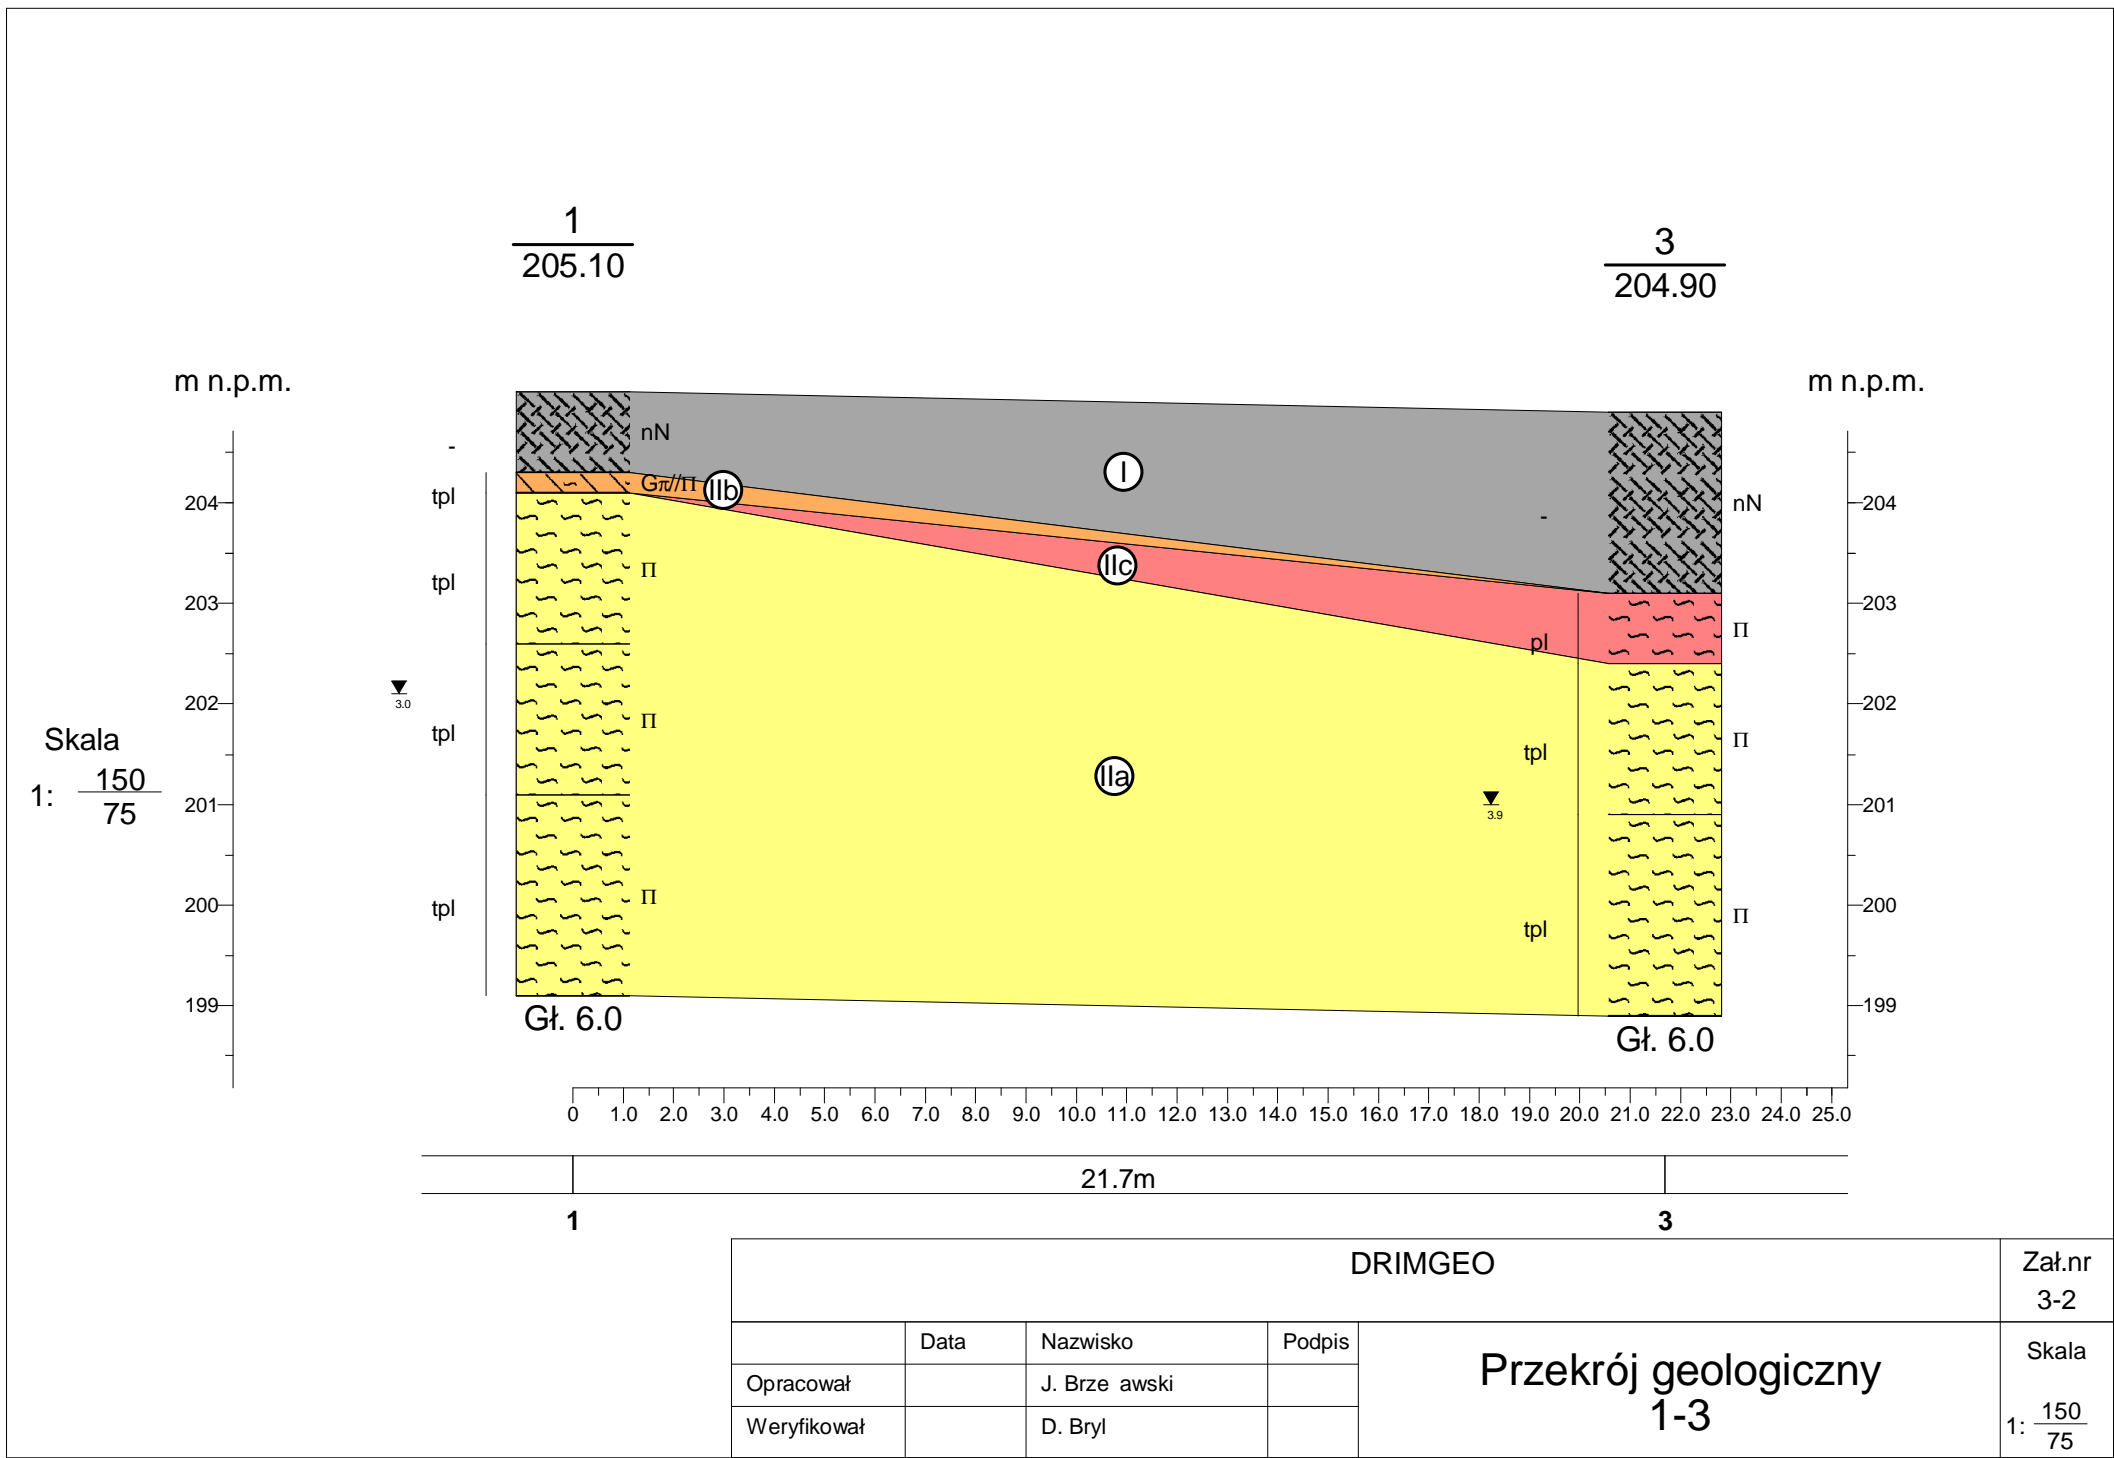 1
205.10
3
204.90
m n.p.m.
m n.p.m.
-
nN
I
Gπ//Π
IIb
tpl
204
-
204
nN
IIc
tpl
Π
203
203
pl
Π
202
202
3.0
tpl
Π
tpl
Π
Skala
1: 150
75
IIa
201
201
3.9
200
200
tpl
Π
tpl
Π
199
199
Gł. 6.0
Gł. 6.0
0 1.0 2.0 3.0 4.0 5.0 6.0 7.0 8.0 9.0 10.0 11.0 12.0 13.0 14.0 15.0 16.0 17.0 18.0 19.0 20.0 21.0 22.0 23.0 24.0 25.0
21.7m
1
3
DRIMGEO
Zał.nr
3-2
Data Nazwisko Podpis
Opracował J. Brze awski
Weryfikował D. Bryl
Przekrój geologiczny
1-3
Skala
1: 150
75